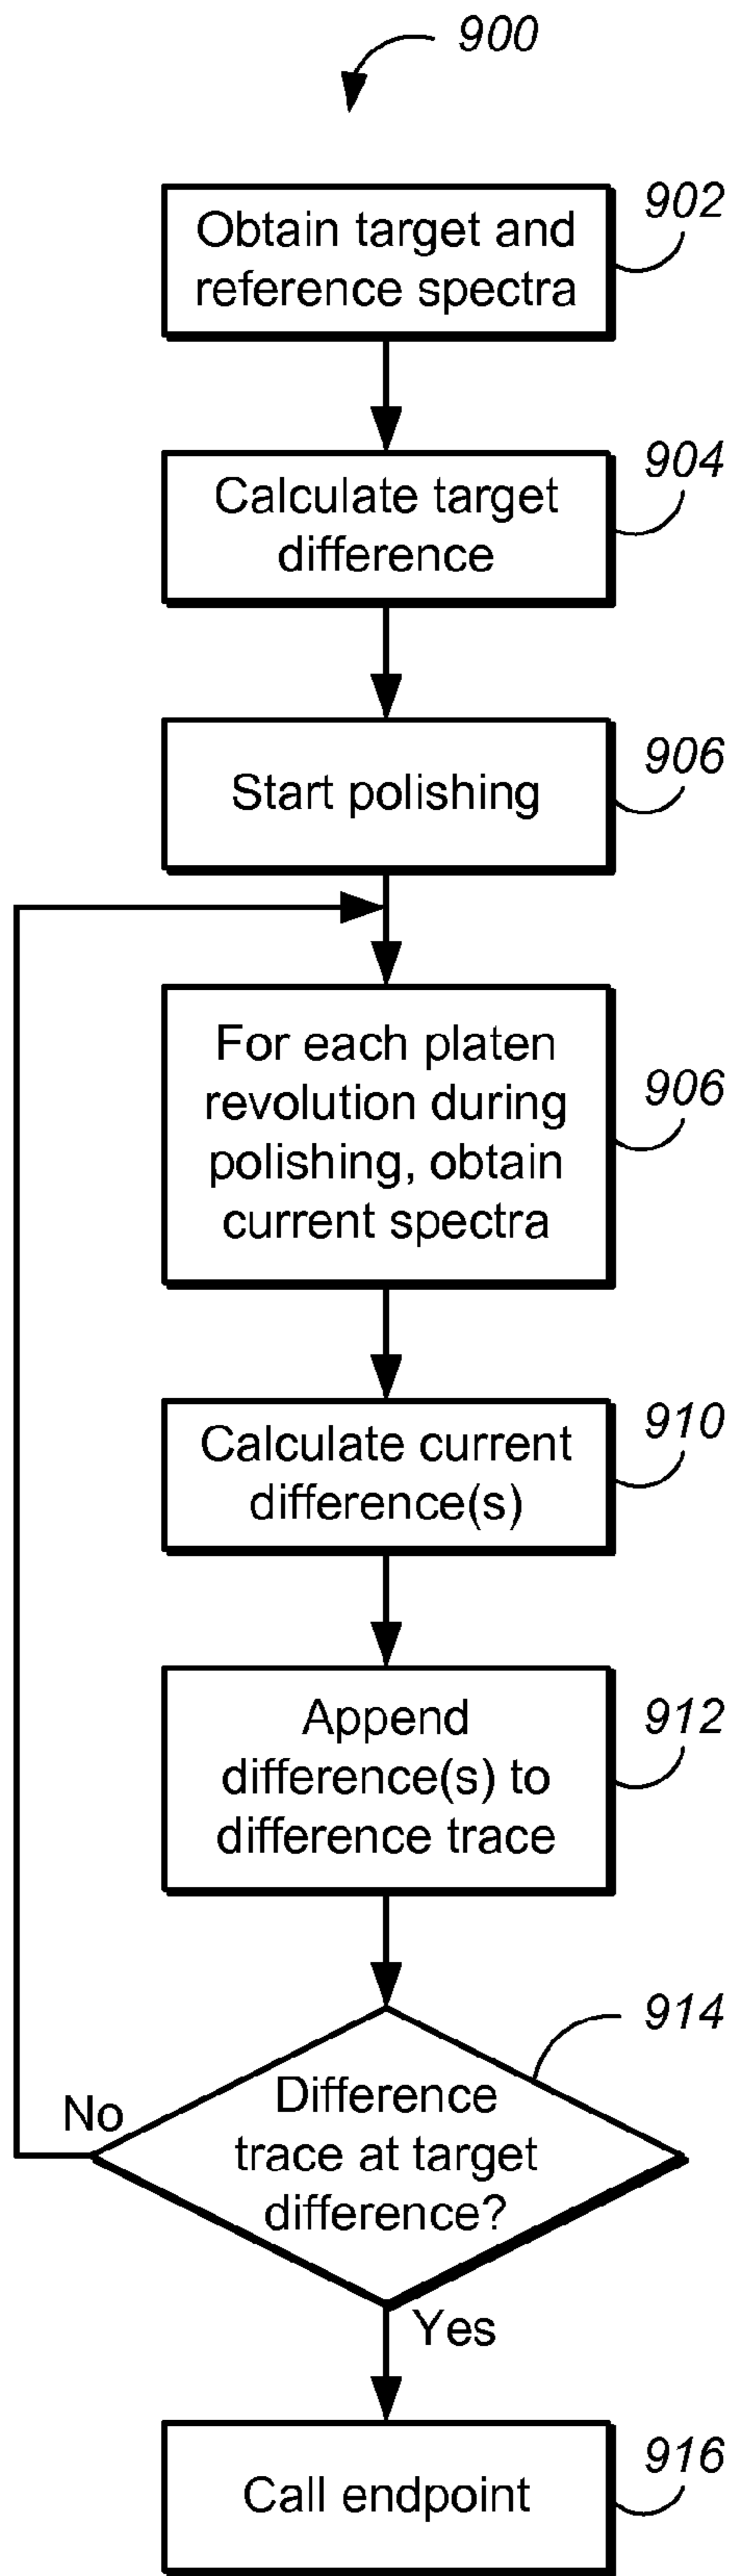 900
Obtain target and
reference spectra
902
Calculate target
difference
904
Start polishing
906
For each platen
revolution during
polishing, obtain
current spectra
906
Calculate current
difference(s)
910
Append
difference(s) to
difference trace
912
Difference
trace at target
difference?
914
No
Yes
Call endpoint
916